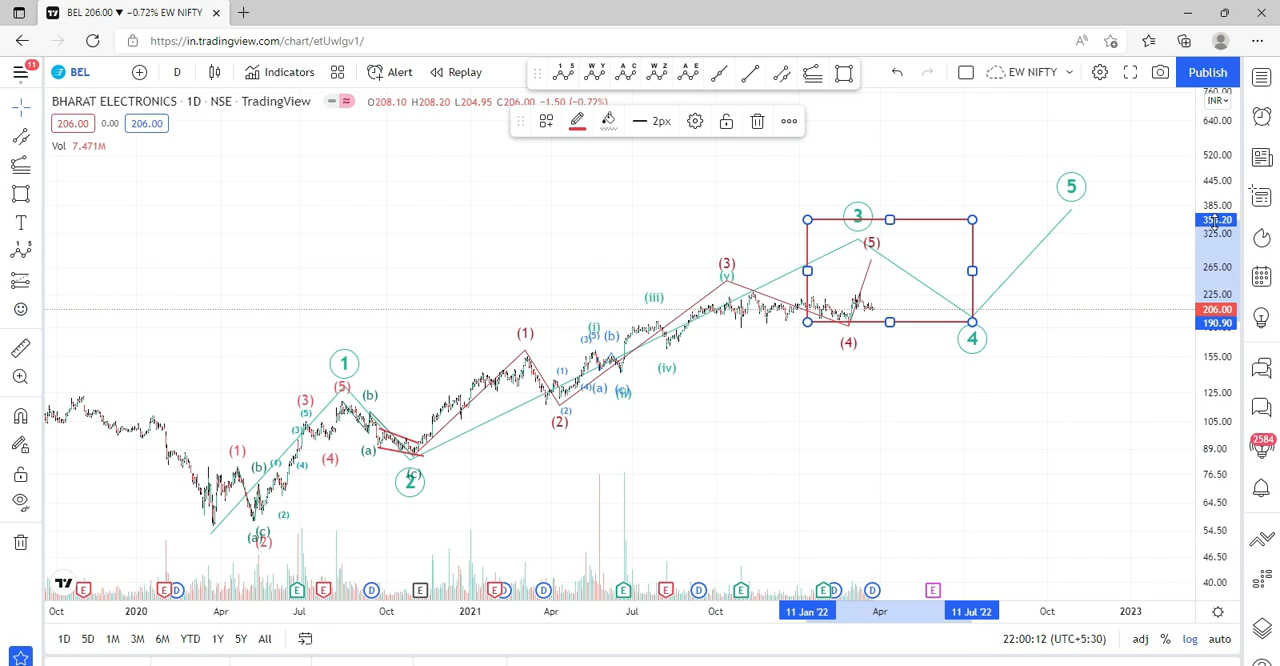 BEL 206.00 ▼ −0.72% EW NIFTY
https://in.tradingview.com/chart/etUwIgv1/
11
BEL
D
Indicators
Alert
Replay
EW NIFTY
Publish
BHARAT ELECTRONICS · 1D · NSE · TradingView
O208.10 H208.20 L204.95 C206.00 −1.50 (−0.72%)
INR
206.00 0.00 206.00
2px
Vol 7.471M
760.00
640.00
520.00
445.00
385.00
325.00
265.00
225.00
206.00
190.90
155.00
125.00
105.00
89.00
76.50
64.50
54.50
46.50
40.00
5
3
(5)
(3)
(v)
(iii)
(i)
(3) (5) (b)
(1)
(4)
4
(iv)
(1)
(4) (a) (c)
(ii)
(2)
(2)
1
(5)
(b)
(3)
(5)
(3)
(1)
(a)
(4)
(b) (1)
(4)
(c)
2
(2)
(c)
(a) (2)
2584
E E D E E D E E D D E E D E E D D E
Oct 2020 Apr Jul Oct 2021 Apr Jul Oct 11 Jan '22 Apr 11 Jul '22 Oct 2023
1D 5D 1M 3M 6M YTD 1Y 5Y All
22:00:12 (UTC+5:30) adj % log auto